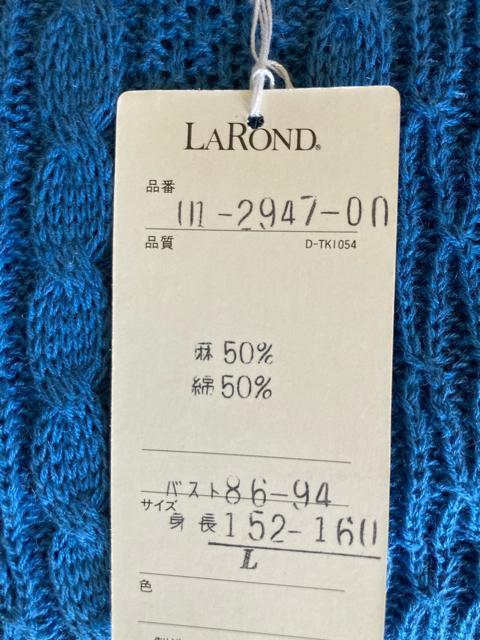 LAROND®
品番
111-2947-00
品質 D-TK1054
麻 50%
綿 50%
バスト 86-94
サイズ
身長 152-160
L
色